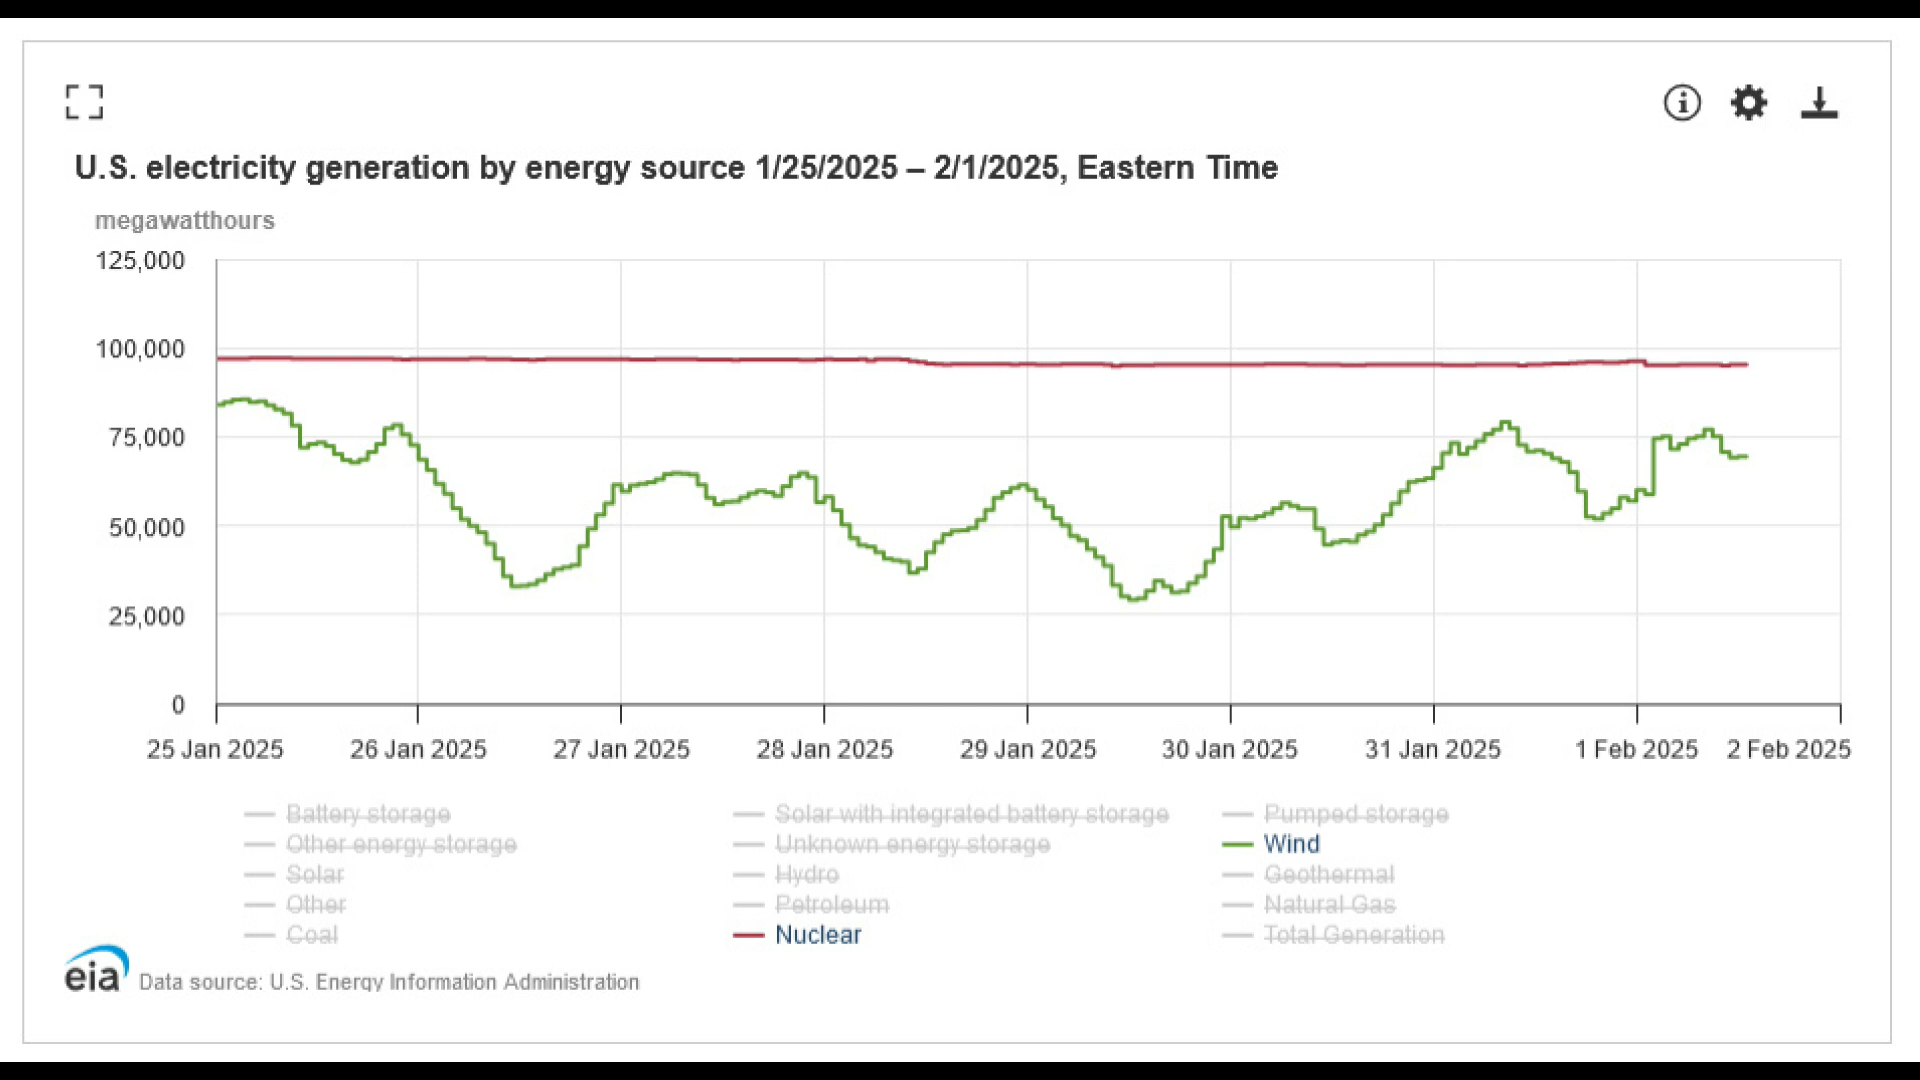 U.S. electricity generation by energy source 1/25/2025 – 2/1/2025, Eastern Time
megawatthours
125,000
100,000
75,000
50,000
25,000
0
25 Jan 2025 26 Jan 2025 27 Jan 2025 28 Jan 2025 29 Jan 2025 30 Jan 2025 31 Jan 2025 1 Feb 2025 2 Feb 2025
Battery storage Solar with integrated battery storage Pumped storage
Other energy storage Unknown energy storage Wind
Solar Hydro Geothermal
Other Petroleum Natural Gas
Coal Nuclear Total Generation
eia Data source: U.S. Energy Information Administration